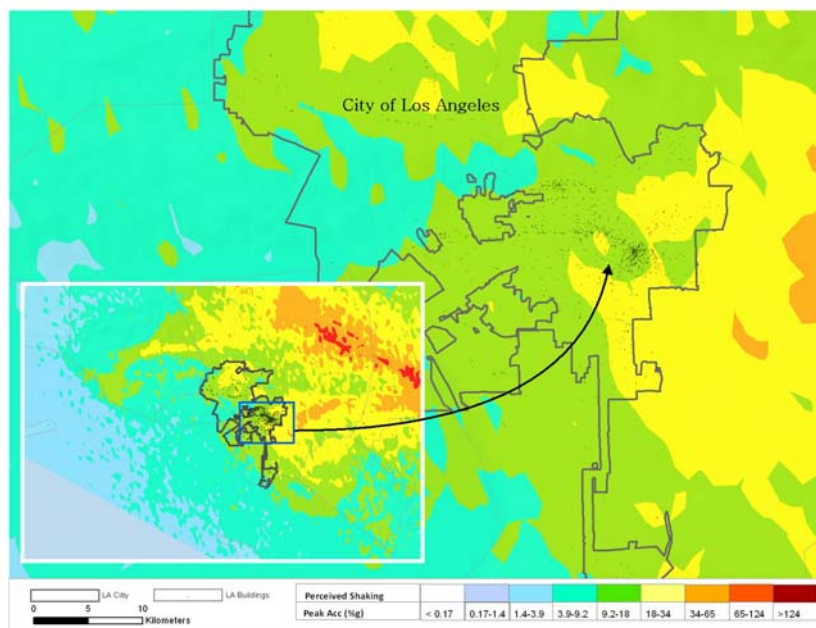 City of Los Angeles
LA City
LA Buildings
0 5 10
Kilometers
Perceived Shaking
Peak Acc (%g) < 0.17 0.17-1.4 1.4-3.9 3.9-9.2 9.2-18 18-34 34-65 65-124 >124